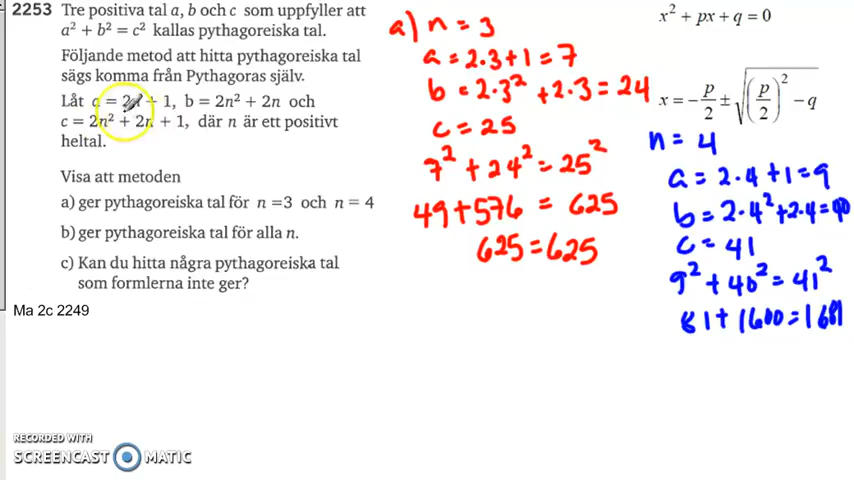 2253 Tre positiva tal a, b och c som uppfyller att
a² + b² = c² kallas pythagoreiska tal.
Följande metod att hitta pythagoreiska tal
sägs komma från Pythagoras själv.
Låt a = 2n + 1, b = 2n² + 2n och
c = 2n² + 2n + 1, där n är ett positivt
heltal.
Visa att metoden
a) ger pythagoreiska tal för n =3 och n = 4
b) ger pythagoreiska tal för alla n.
c) Kan du hitta några pythagoreiska tal
som formlerna inte ger?
Ma 2c 2249
a) n = 3
a = 2·3+1 = 7
b = 2·3² + 2·3 = 24
c = 25
7² + 24² = 25²
49+576 = 625
625=625
x² + px + q = 0
x = -p/2 ± √((p/2)² - q)
n = 4
a = 2·4+1=9
b = 2·4²+2·4=40
c = 41
9² + 40² = 41²
81+1600=1681
RECORDED WITH
SCREENCAST MATIC